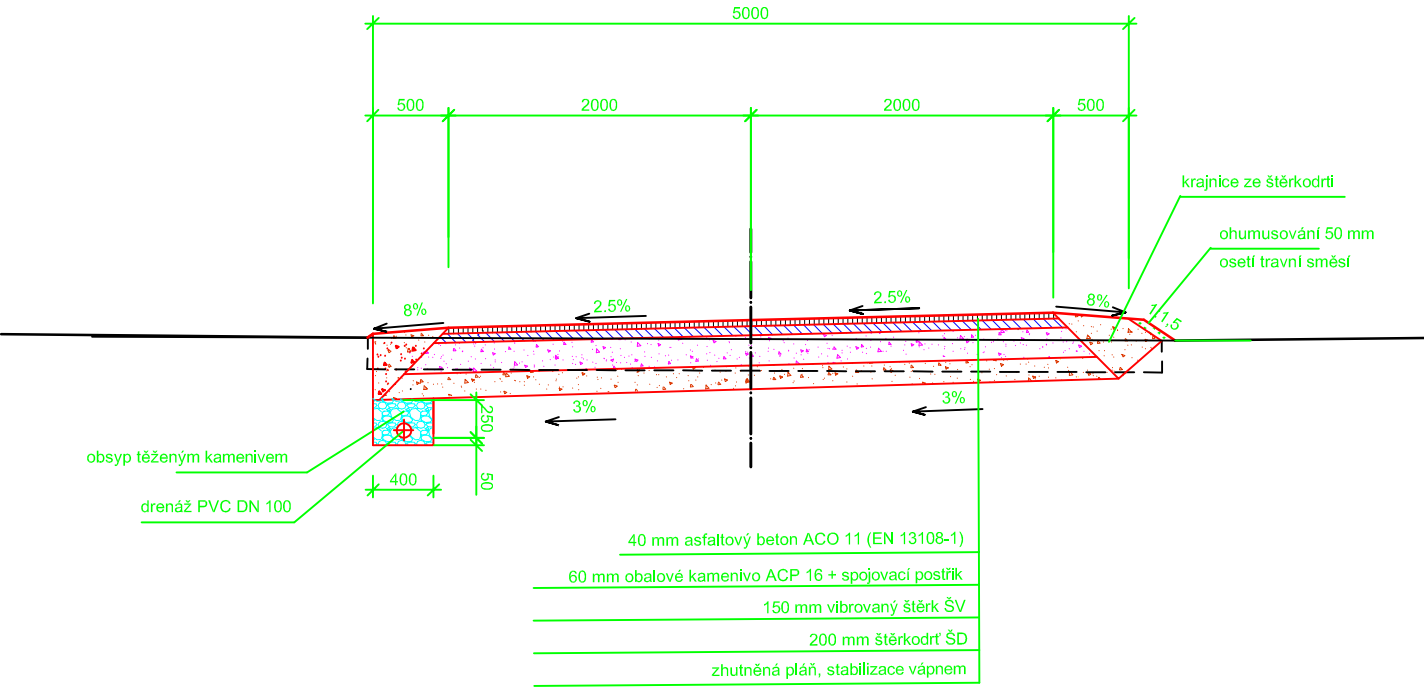 5000
500
2000
2000
500
krajnice ze štěrkodrti
ohumusování 50 mm
osetí travní směsí
8%
2.5%
2.5%
8%
1:1,5
3%
3%
250
50
400
obsyp těženým kamenivem
drenáž PVC DN 100
40 mm asfaltový beton ACO 11 (EN 13108-1)
60 mm obalové kamenivo ACP 16 + spojovací postřik
150 mm vibrovaný štěrk ŠV
200 mm štěrkodrť ŠD
zhutněná pláň, stabilizace vápnem